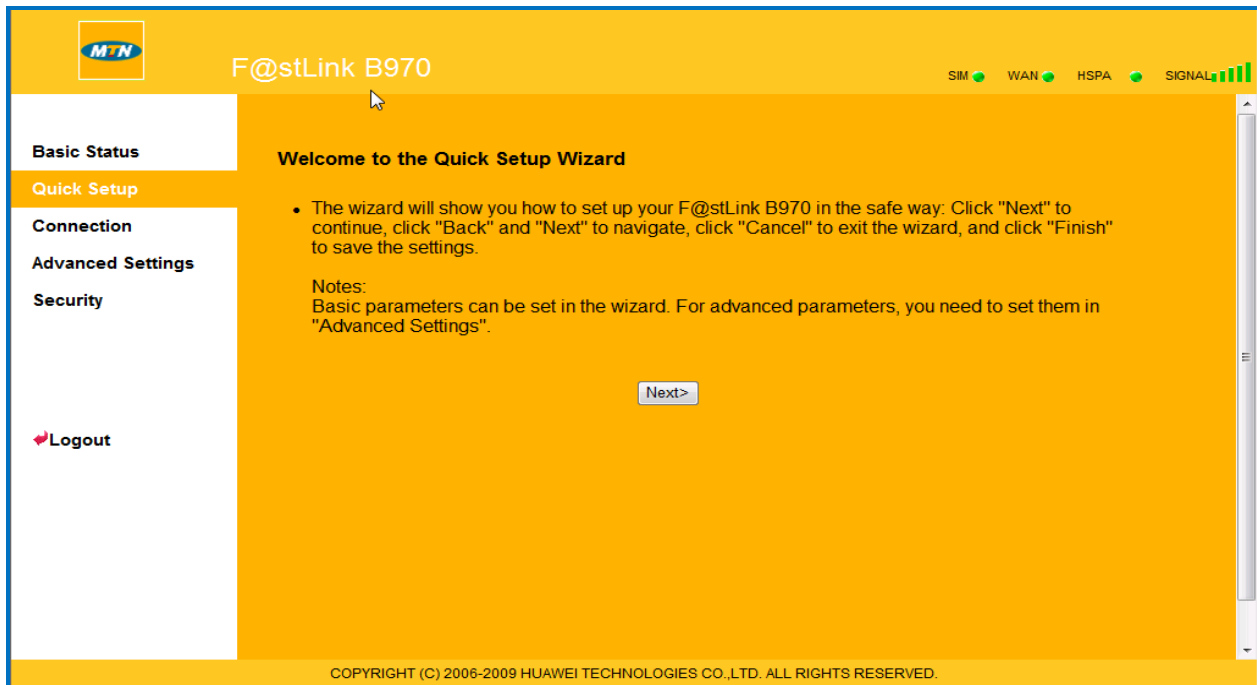 MTN
F@stLink B970
SIM WAN HSPA SIGNAL
Basic Status
Quick Setup
Connection
Advanced Settings
Security
Logout
Welcome to the Quick Setup Wizard
The wizard will show you how to set up your F@stLink B970 in the safe way: Click "Next" to
continue, click "Back" and "Next" to navigate, click "Cancel" to exit the wizard, and click "Finish"
to save the settings.
Notes:
Basic parameters can be set in the wizard. For advanced parameters, you need to set them in
"Advanced Settings".
Next>
COPYRIGHT (C) 2006-2009 HUAWEI TECHNOLOGIES CO.,LTD. ALL RIGHTS RESERVED.